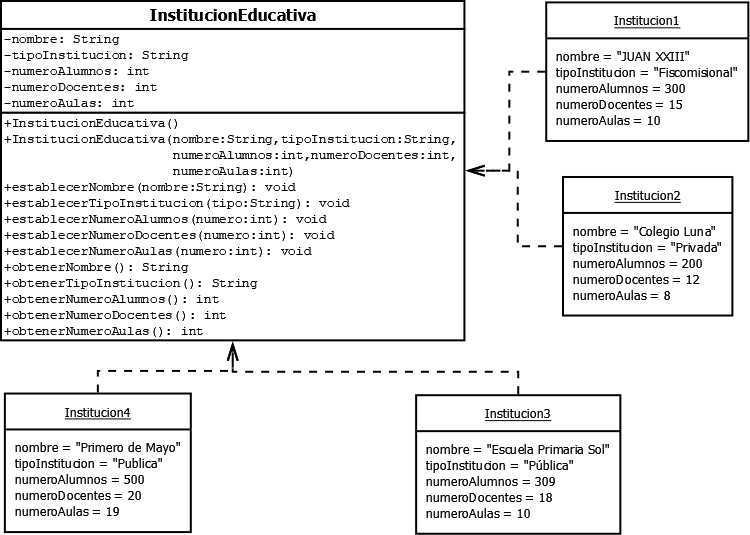 InstitucionEducativa
-nombre: String
-tipoInstitucion: String
-numeroAlumnos: int
-numeroDocentes: int
-numeroAulas: int
+InstitucionEducativa()
+InstitucionEducativa(nombre:String,tipoInstitucion:String,
numeroAlumnos:int,numeroDocentes:int,
numeroAulas:int)
+establecerNombre(nombre:String): void
+establecerTipoInstitucion(tipo:String): void
+establecerNumeroAlumnos(numero:int): void
+establecerNumeroDocentes(numero:int): void
+establecerNumeroAulas(numero:int): void
+obtenerNombre(): String
+obtenerTipoInstitucion(): String
+obtenerNumeroAlumnos(): int
+obtenerNumeroDocentes(): int
+obtenerNumeroAulas(): int
Institucion1
nombre = "JUAN XXIII"
tipoInstitucion = "Fiscomisional"
numeroAlumnos = 300
numeroDocentes = 15
numeroAulas = 10
Institucion2
nombre = "Colegio Luna"
tipoInstitucion = "Privada"
numeroAlumnos = 200
numeroDocentes = 12
numeroAulas = 8
Institucion4
nombre = "Primero de Mayo"
tipoInstitucion = "Publica"
numeroAlumnos = 500
numeroDocentes = 20
numeroAulas = 19
Institucion3
nombre = "Escuela Primaria Sol"
tipoInstitucion = "Pública"
numeroAlumnos = 309
numeroDocentes = 18
numeroAulas = 10